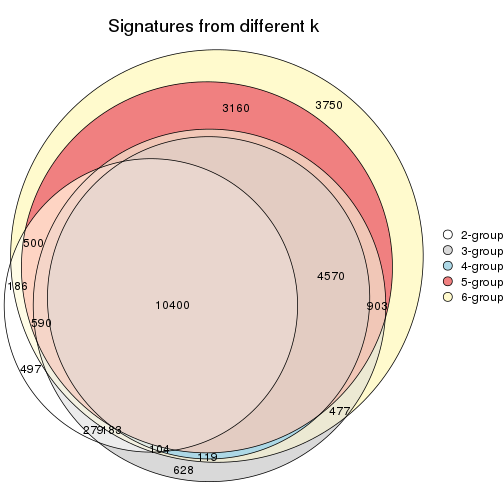 Signatures from different k
3160
3750
500
186
4570
10400
903
590
497
477
279
183
104
119
628
2-group
3-group
4-group
5-group
6-group